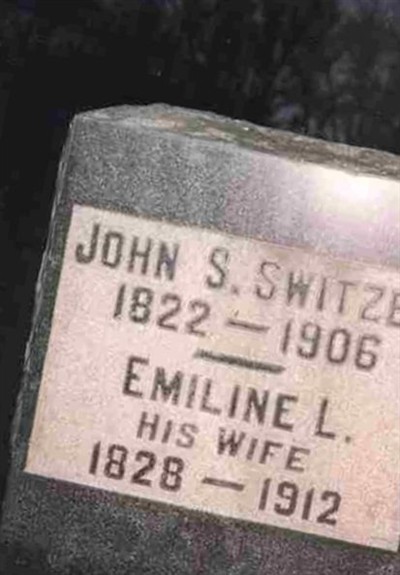 JOHN S. SWITZE
1822 — 1906
EMILINE L.
HIS WIFE
1828 — 1912